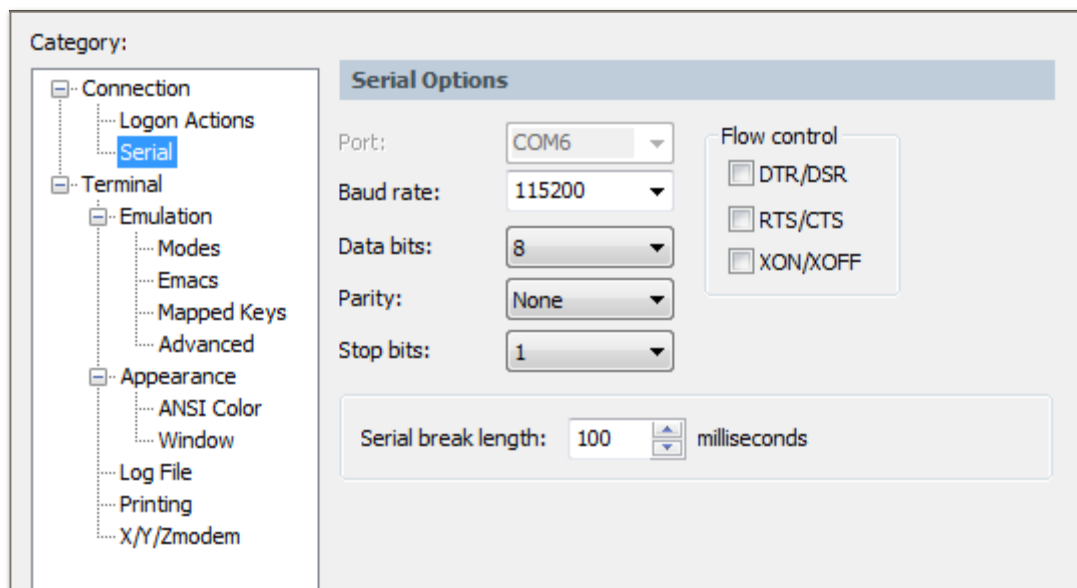 Category:
Connection
Logon Actions
Serial
Terminal
Emulation
Modes
Emacs
Mapped Keys
Advanced
Appearance
ANSI Color
Window
Log File
Printing
X/Y/Zmodem
Serial Options
Port: COM6
Baud rate: 115200
Data bits: 8
Parity: None
Stop bits: 1
Flow control
DTR/DSR
RTS/CTS
XON/XOFF
Serial break length: 100 milliseconds